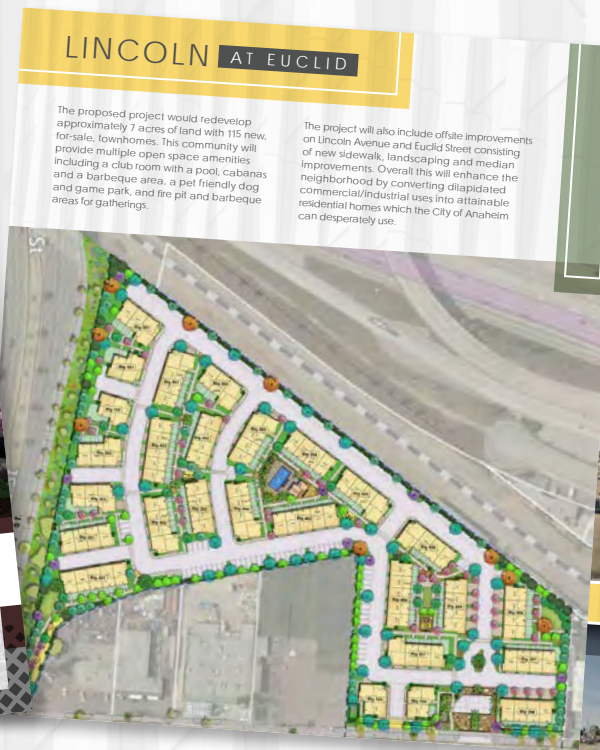 LINCOLN AT EUCLID
The proposed project would redevelop
approximately 7 acres of land with 115 new,
for-sale, townhomes. This community will
provide multiple open space amenities
including a club room with a pool, cabanas
and a barbeque area, a pet friendly dog
and game park, and fire pit and barbeque
areas for gatherings.
The project will also include offsite improvements
on Lincoln Avenue and Euclid Street consisting
of new sidewalk, landscaping and median
improvements. Overall this will enhance the
neighborhood by converting dilapidated
commercial/industrial uses into attainable
residential homes which the City of Anaheim
can desperately use.
St